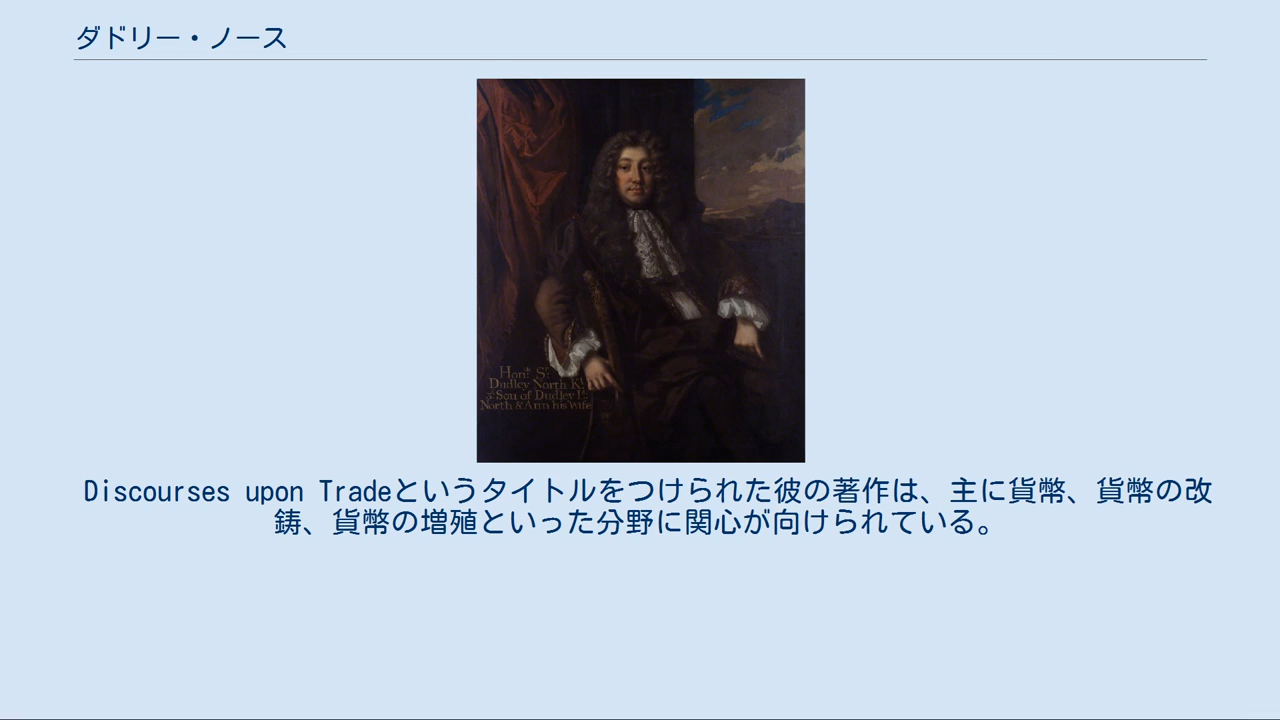 ダドリー・ノース
Honble Sr
Dudley North Kt
3d Son of Dudley Ld
North & Ann his Wife
Discourses upon Tradeというタイトルをつけられた彼の著作は、主に貨幣、貨幣の改
鋳、貨幣の増殖といった分野に関心が向けられている。